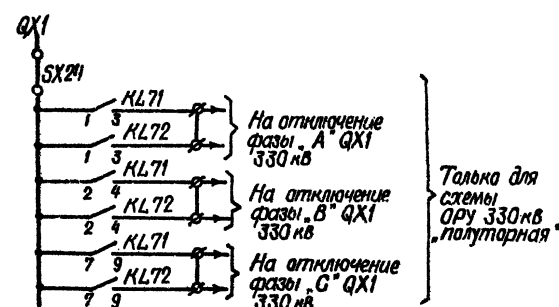 QX1
SX24
KL71
1 3
KL72
1 3
На отключение
фазы „А" QX1
330 кв
KL71
2 4
KL72
2 4
На отключение
фазы „В" QX1
330 кв
KL71
7 9
KL72
7 9
На отключение
фазы „С" QX1
330 кв
Только для
схемы
ОРУ 330 кв
„полуторная"